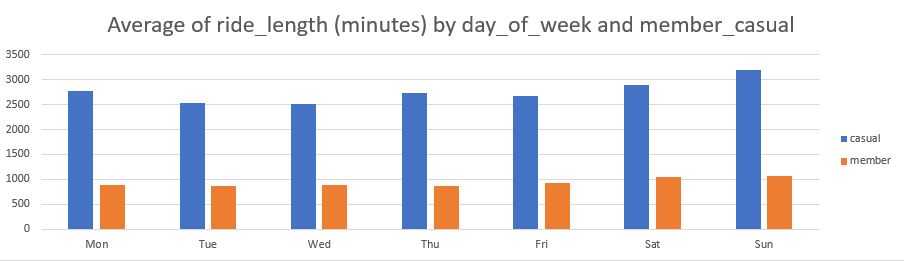 Average of ride_length (minutes) by day_of_week and member_casual
3500
3000
2500
2000
1500
1000
500
0
Mon Tue Wed Thu Fri Sat Sun
casual
member